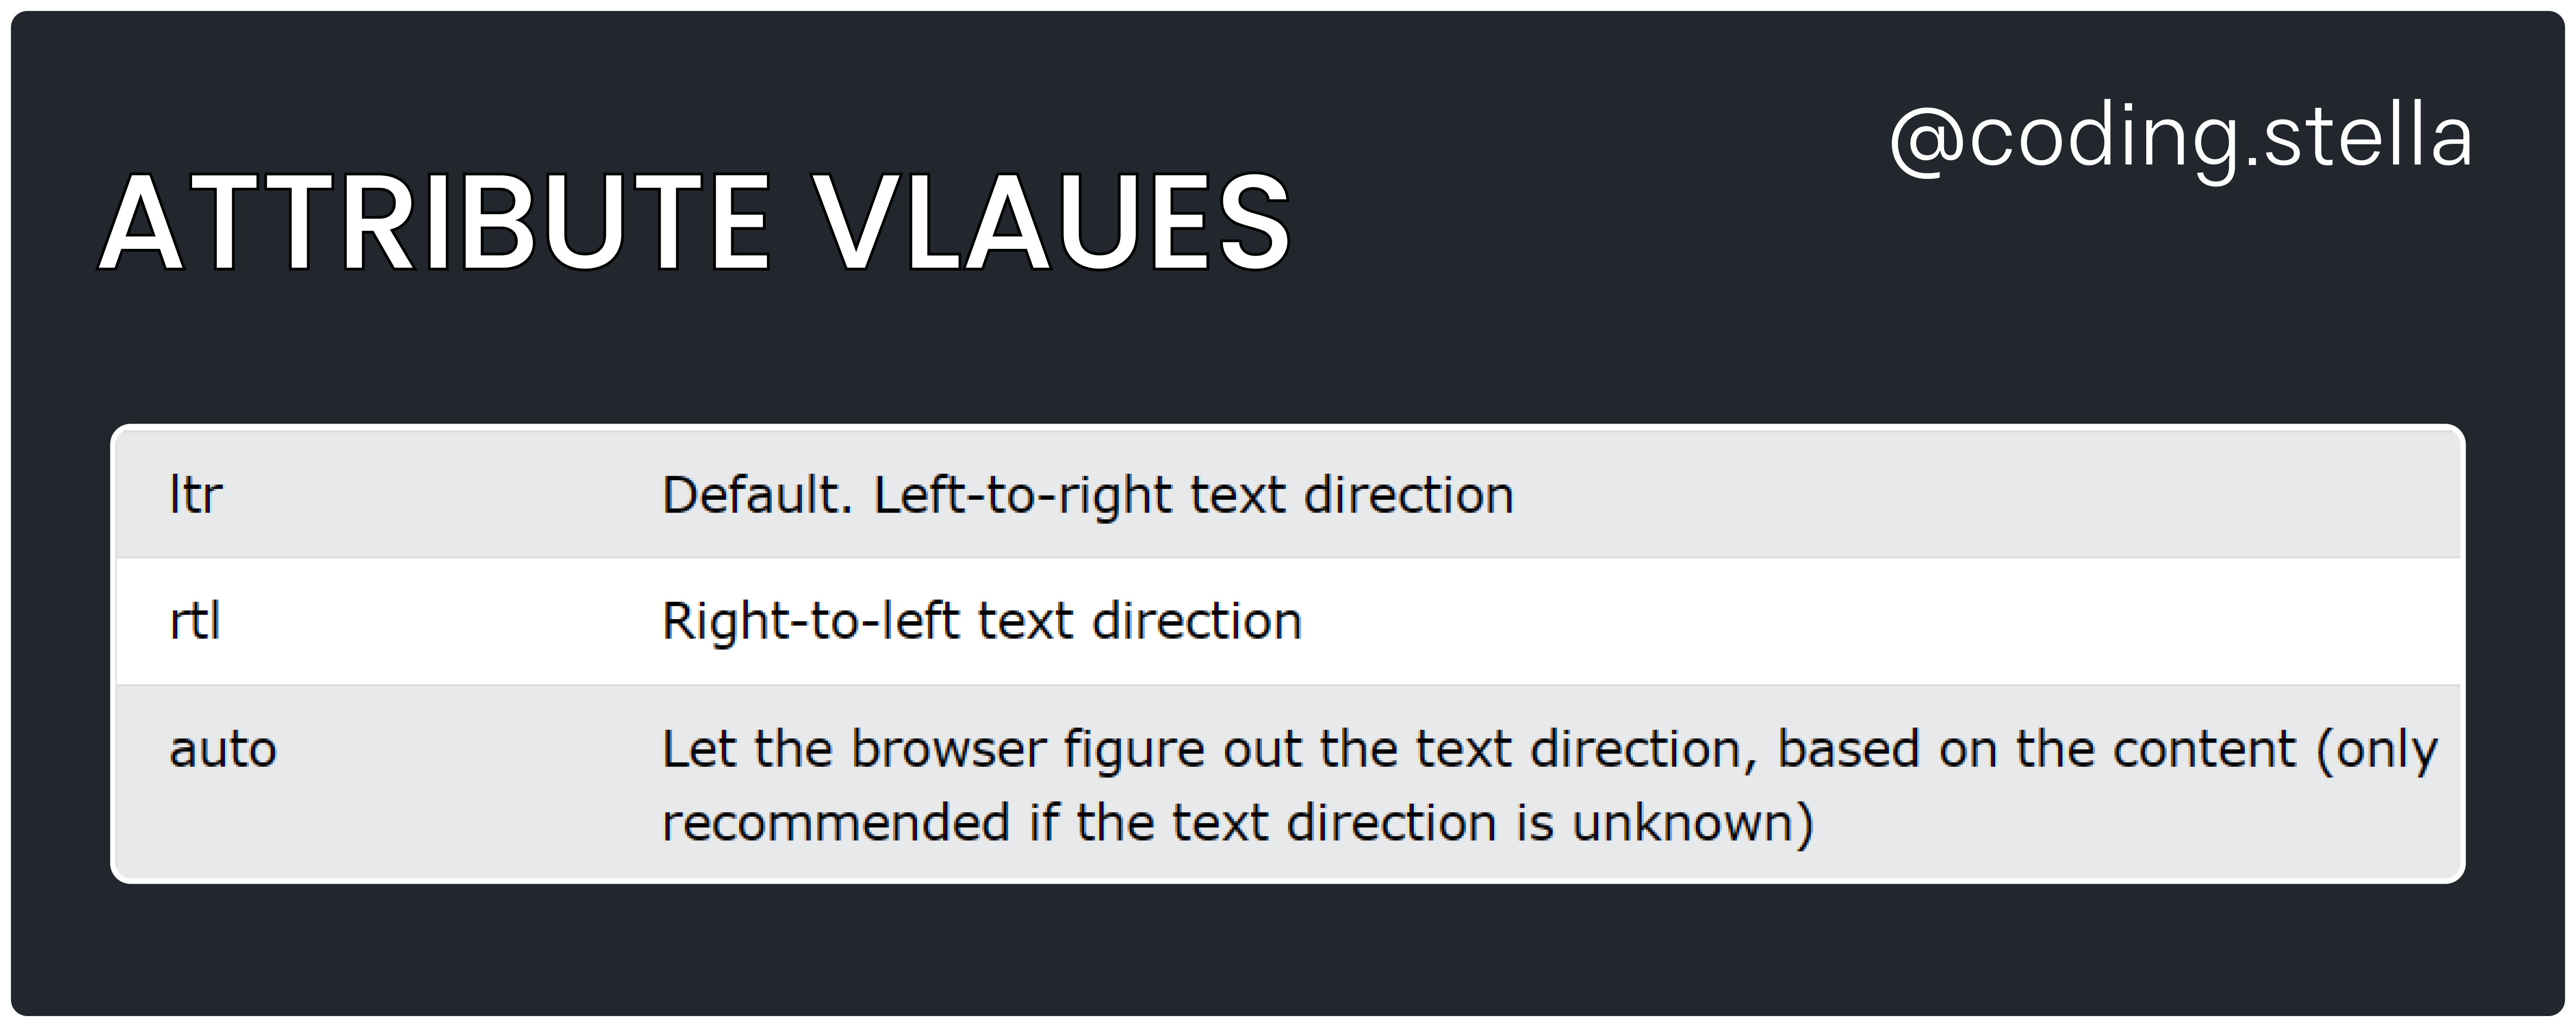 @coding.stella
ATTRIBUTE VLAUES
ltr Default. Left-to-right text direction
rtl Right-to-left text direction
auto Let the browser figure out the text direction, based on the content (only
recommended if the text direction is unknown)